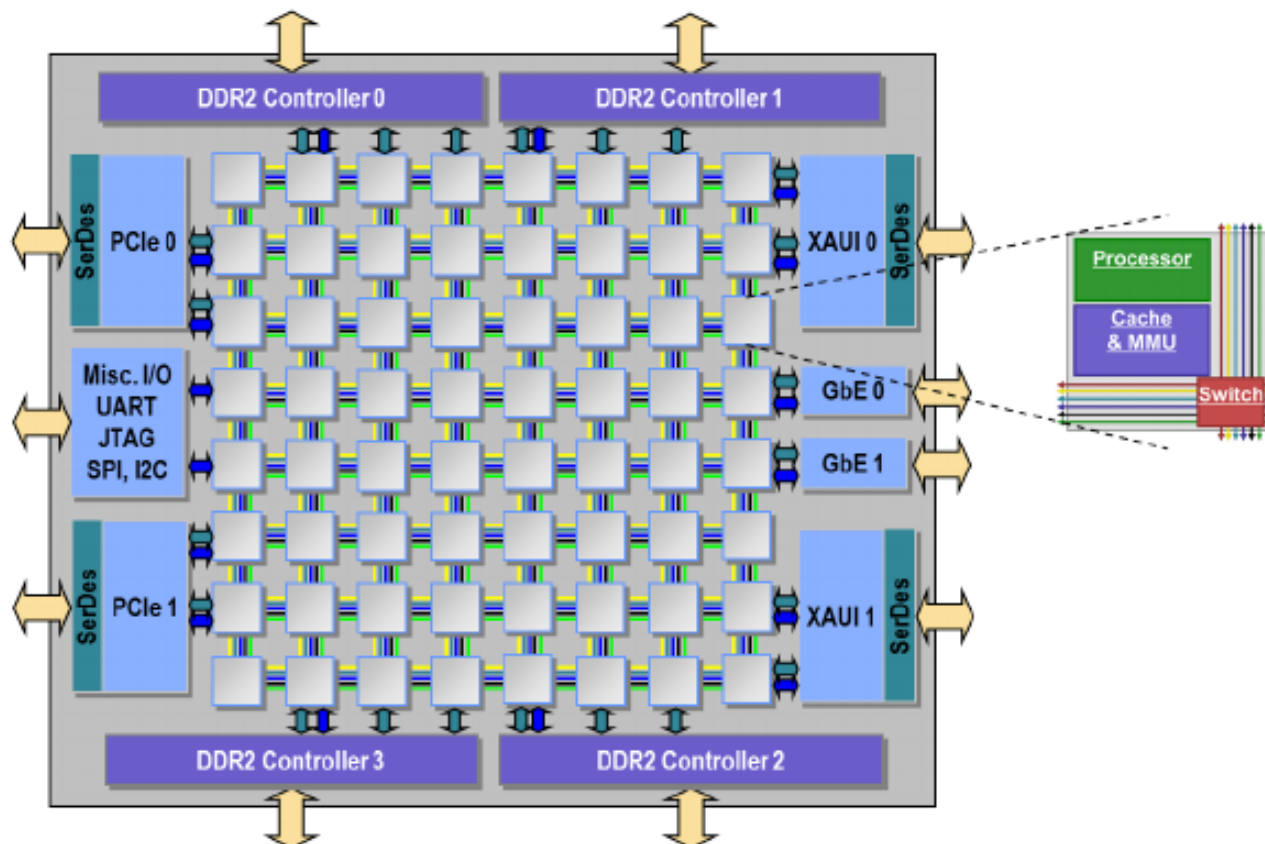 DDR2 Controller 0
DDR2 Controller 1
SerDes
PCIe 0
XAUI 0
SerDes
Processor
Cache
& MMU
Switch
Misc. I/O
UART
JTAG
SPI, I2C
GbE 0
GbE 1
SerDes
PCIe 1
XAUI 1
SerDes
DDR2 Controller 3
DDR2 Controller 2